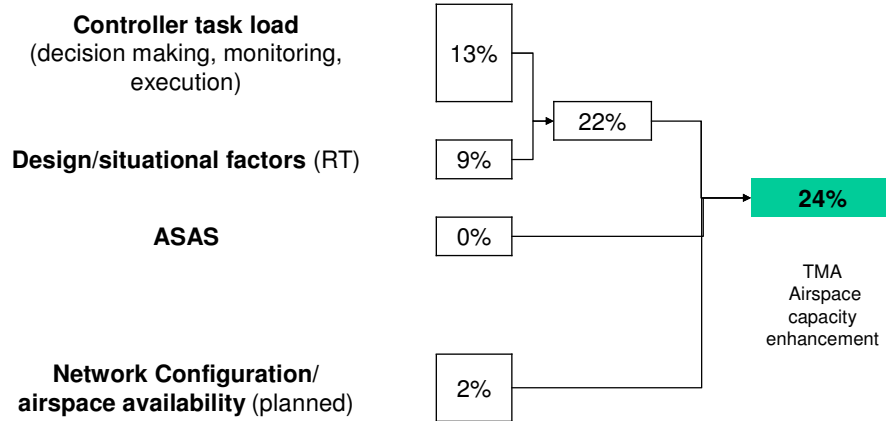 Controller task load
(decision making, monitoring,
execution)
13%
22%
Design/situational factors (RT)
9%
24%
ASAS
0%
TMA
Airspace
capacity
enhancement
Network Configuration/
airspace availability (planned)
2%